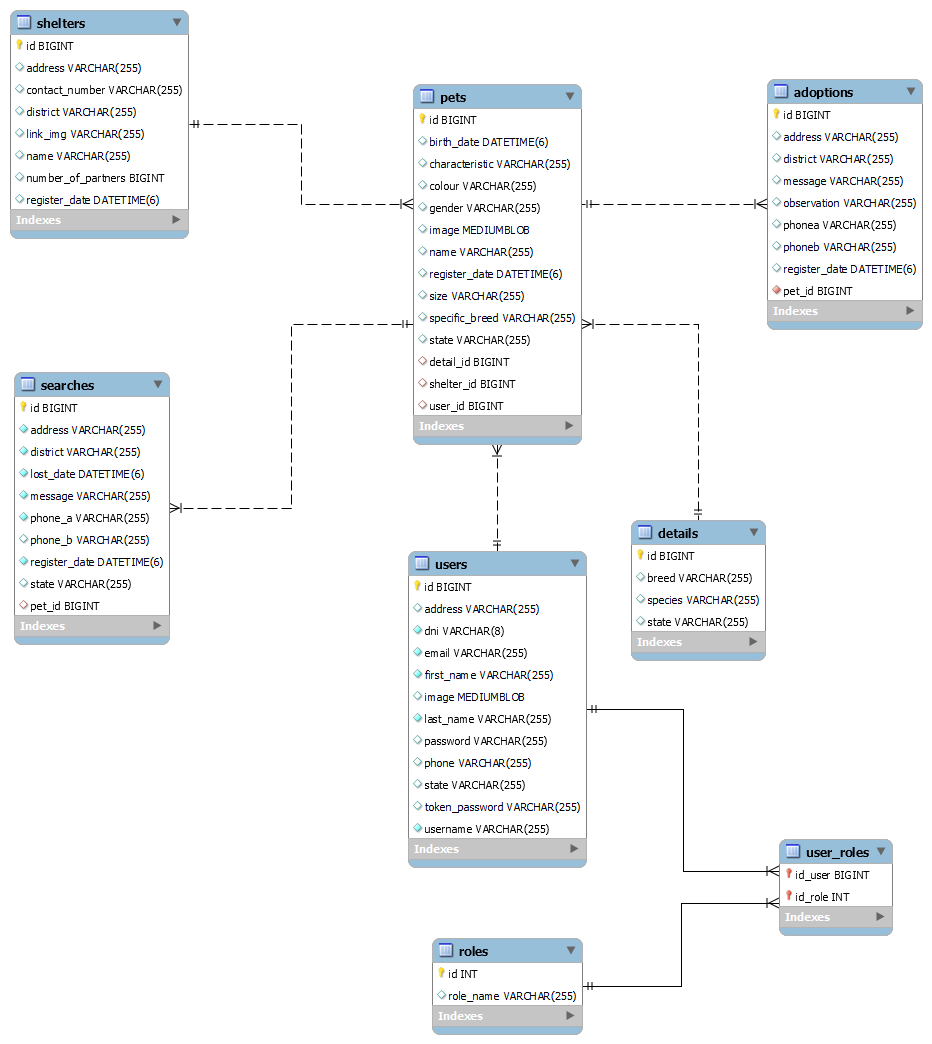 shelters
id BIGINT
address VARCHAR(255)
contact_number VARCHAR(255)
district VARCHAR(255)
link_img VARCHAR(255)
name VARCHAR(255)
number_of_partners BIGINT
register_date DATETIME(6)
Indexes
pets
id BIGINT
birth_date DATETIME(6)
characteristic VARCHAR(255)
colour VARCHAR(255)
gender VARCHAR(255)
image MEDIUMBLOB
name VARCHAR(255)
register_date DATETIME(6)
size VARCHAR(255)
specific_breed VARCHAR(255)
state VARCHAR(255)
detail_id BIGINT
shelter_id BIGINT
user_id BIGINT
Indexes
adoptions
id BIGINT
address VARCHAR(255)
district VARCHAR(255)
message VARCHAR(255)
observation VARCHAR(255)
phonea VARCHAR(255)
phoneb VARCHAR(255)
register_date DATETIME(6)
pet_id BIGINT
Indexes
searches
id BIGINT
address VARCHAR(255)
district VARCHAR(255)
lost_date DATETIME(6)
message VARCHAR(255)
phone_a VARCHAR(255)
phone_b VARCHAR(255)
register_date DATETIME(6)
state VARCHAR(255)
pet_id BIGINT
Indexes
details
id BIGINT
breed VARCHAR(255)
species VARCHAR(255)
state VARCHAR(255)
Indexes
users
id BIGINT
address VARCHAR(255)
dni VARCHAR(8)
email VARCHAR(255)
first_name VARCHAR(255)
image MEDIUMBLOB
last_name VARCHAR(255)
password VARCHAR(255)
phone VARCHAR(255)
state VARCHAR(255)
token_password VARCHAR(255)
username VARCHAR(255)
Indexes
user_roles
id_user BIGINT
id_role INT
Indexes
roles
id INT
role_name VARCHAR(255)
Indexes